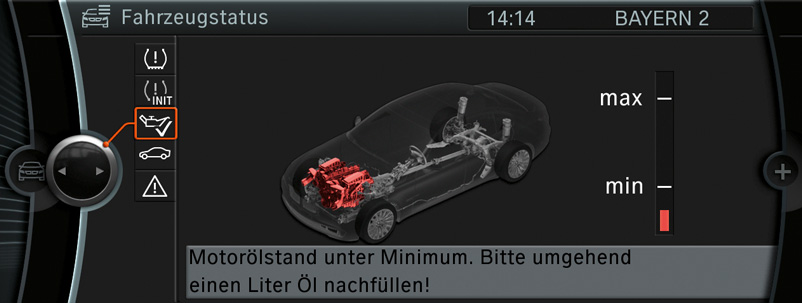 Fahrzeugstatus
14:14 BAYERN 2
INIT
max
min
Motorölstand unter Minimum. Bitte umgehend
einen Liter Öl nachfüllen!